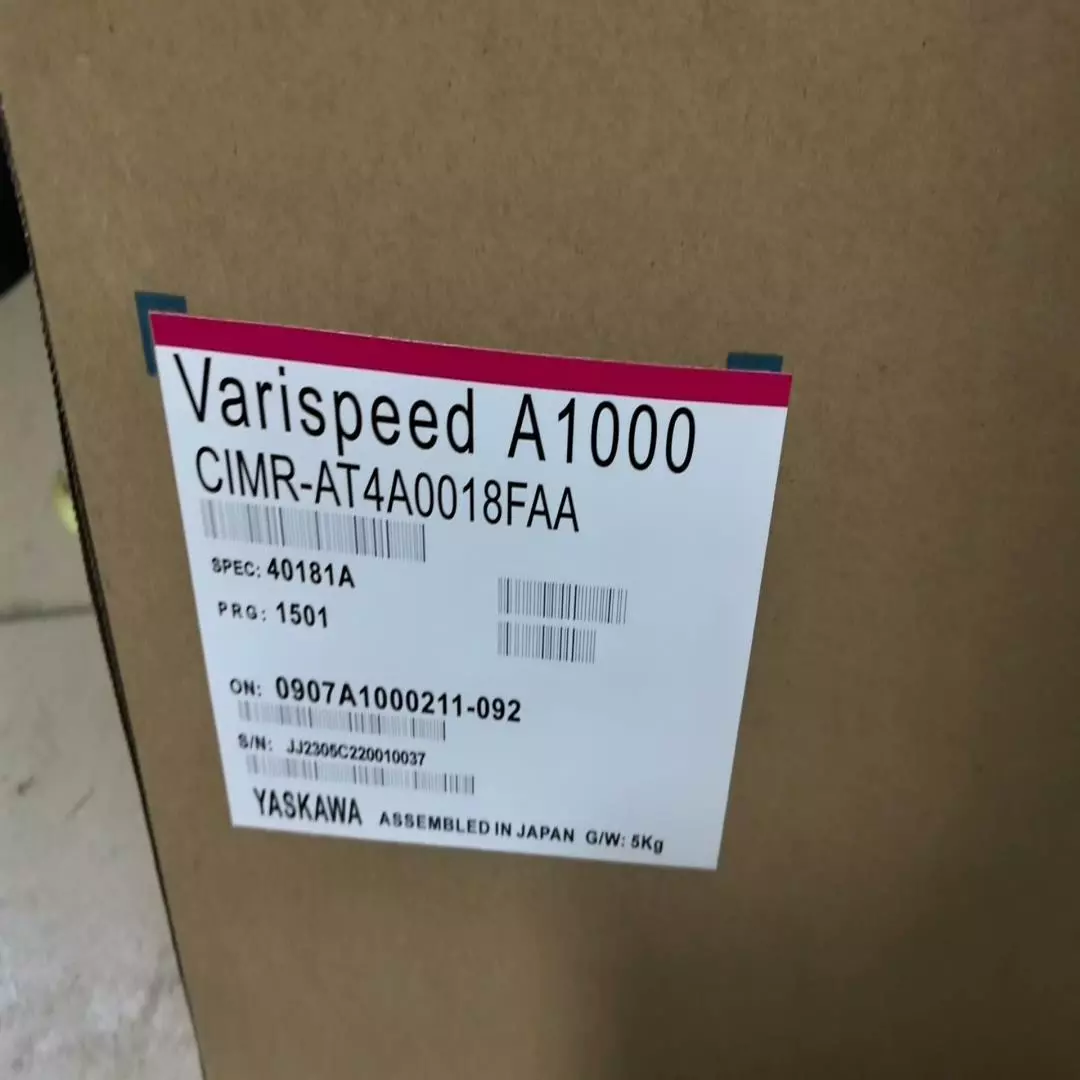 Varispeed A1000
CIMR-AT4A0018FAA
SPEC: 40181A
PRG: 1501
ON: 0907A1000211-092
S/N: JJ2305C220010037
YASKAWA ASSEMBLED IN JAPAN G/W: 5Kg